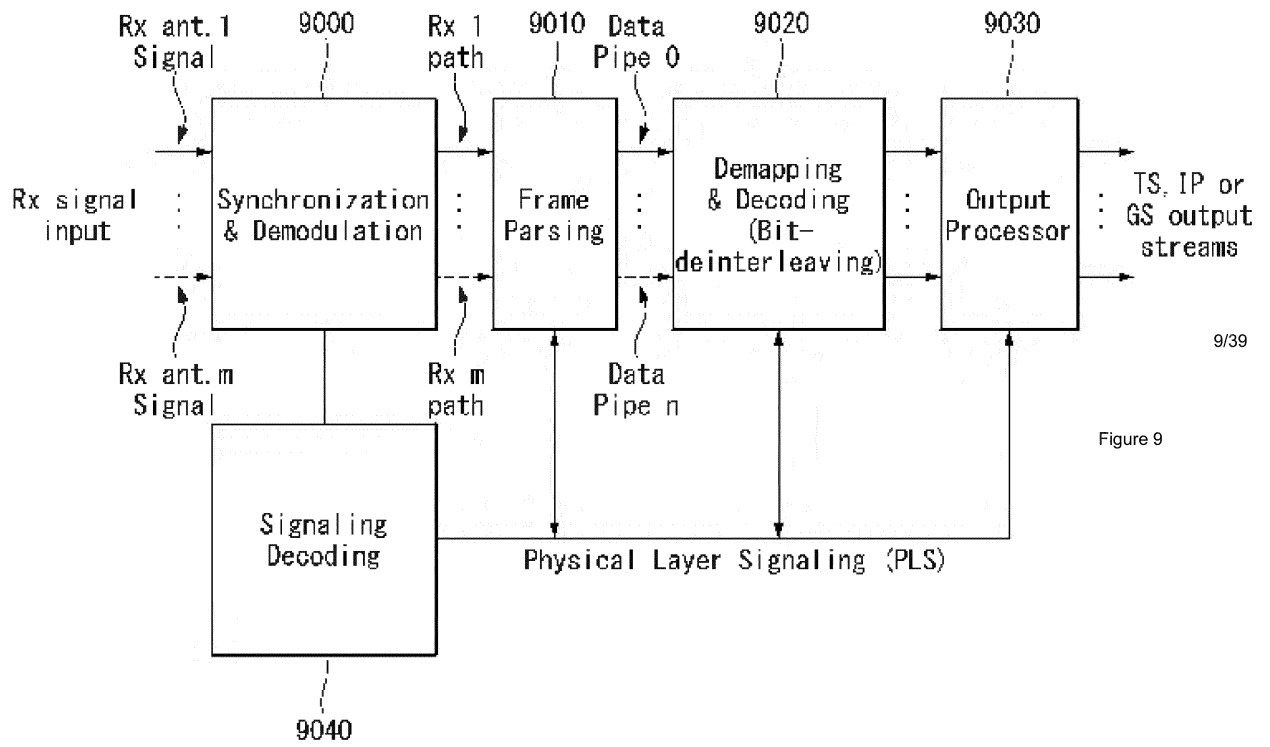 Rx ant.1
Signal
9000
Rx 1
path
9010
Data
Pipe 0
9020
9030
Rx signal
input
Synchronization
& Demodulation
Frame
Parsing
Demapping
& Decoding
(Bit-
deinterleaving)
Output
Processor
TS, IP or
GS output
streams
Rx ant.m
Signal
Rx m
path
Data
Pipe n
9/39
Figure 9
Signaling
Decoding
Physical Layer Signaling (PLS)
9040